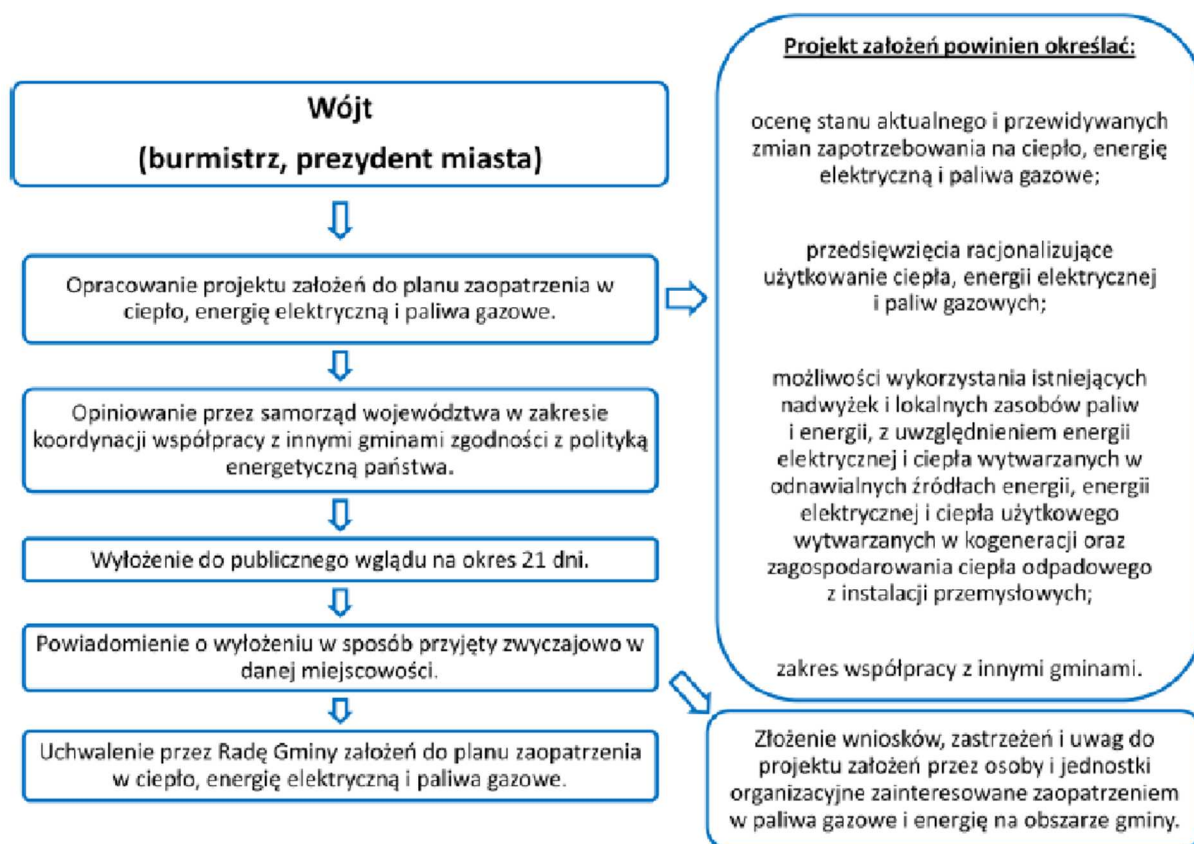 Wójt
(burmistrz, prezydent miasta)
Opracowanie projektu założeń do planu zaopatrzenia w
ciepło, energię elektryczną i paliwa gazowe.
Opiniowanie przez samorząd województwa w zakresie
koordynacji współpracy z innymi gminami zgodności z polityką
energetyczną państwa.
Wyłożenie do publicznego wglądu na okres 21 dni.
Powiadomienie o wyłożeniu w sposób przyjęty zwyczajowo w
danej miejscowości.
Uchwalenie przez Radę Gminy założeń do planu zaopatrzenia
w ciepło, energię elektryczną i paliwa gazowe.
Projekt założeń powinien określać:
ocenę stanu aktualnego i przewidywanych
zmian zapotrzebowania na ciepło, energię
elektryczną i paliwa gazowe;
przedsięwzięcia racjonalizujące
użytkowanie ciepła, energii elektrycznej
i paliw gazowych;
możliwości wykorzystania istniejących
nadwyżek i lokalnych zasobów paliw
i energii, z uwzględnieniem energii
elektrycznej i ciepła wytwarzanych w
odnawialnych źródłach energii, energii
elektrycznej i ciepła użytkowego
wytwarzanych w kogeneracji oraz
zagospodarowania ciepła odpadowego
z instalacji przemysłowych;
zakres współpracy z innymi gminami.
Złożenie wniosków, zastrzeżeń i uwag do
projektu założeń przez osoby i jednostki
organizacyjne zainteresowane zaopatrzeniem
w paliwa gazowe i energię na obszarze gminy.